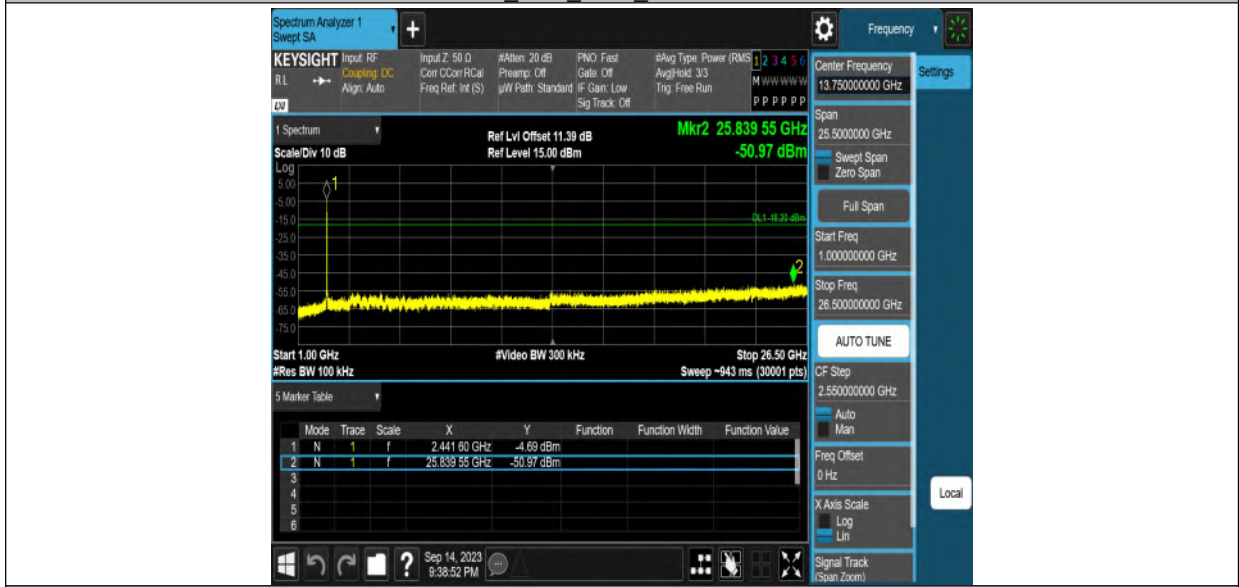 Spectrum Analyzer 1
Swept SA
+
Frequency
KEYSIGHT
RL
LXI
Input: RF
Coupling: DC
Align: Auto
Input Z: 50 Ω
Corr CCorr RCal
Freq Ref: Int (S)
#Atten: 20 dB
Preamp: Off
µW Path: Standard
PNO: Fast
Gate: Off
IF Gain: Low
Sig Track: Off
#Avg Type: Power (RMS
Avg|Hold: 3/3
Trig: Free Run
1 2 3 4 5 6
M W W W W W
P P P P P P
1 Spectrum
Scale/Div 10 dB
Ref Lvl Offset 11.39 dB
Ref Level 15.00 dBm
Mkr2 25.839 55 GHz
-50.97 dBm
Log
5.00
-5.00
-15.0
-25.0
-35.0
-45.0
-55.0
-65.0
-75.0
1
DL1 -18.20 dBm
2
Start 1.00 GHz
#Video BW 300 kHz
Stop 26.50 GHz
#Res BW 100 kHz
Sweep ~943 ms (30001 pts)
5 Marker Table
Mode Trace Scale X Y Function Function Width Function Value
1 N 1 f 2.441 60 GHz -4.69 dBm
2 N 1 f 25.839 55 GHz -50.97 dBm
3
4
5
6
?
Sep 14, 2023
9:38:52 PM
Center Frequency
13.750000000 GHz
Settings
Span
25.5000000 GHz
Swept Span
Zero Span
Full Span
Start Freq
1.000000000 GHz
Stop Freq
26.500000000 GHz
AUTO TUNE
CF Step
2.550000000 GHz
Auto
Man
Freq Offset
0 Hz
X Axis Scale
Log
Lin
Local
Signal Track
(Span Zoom)